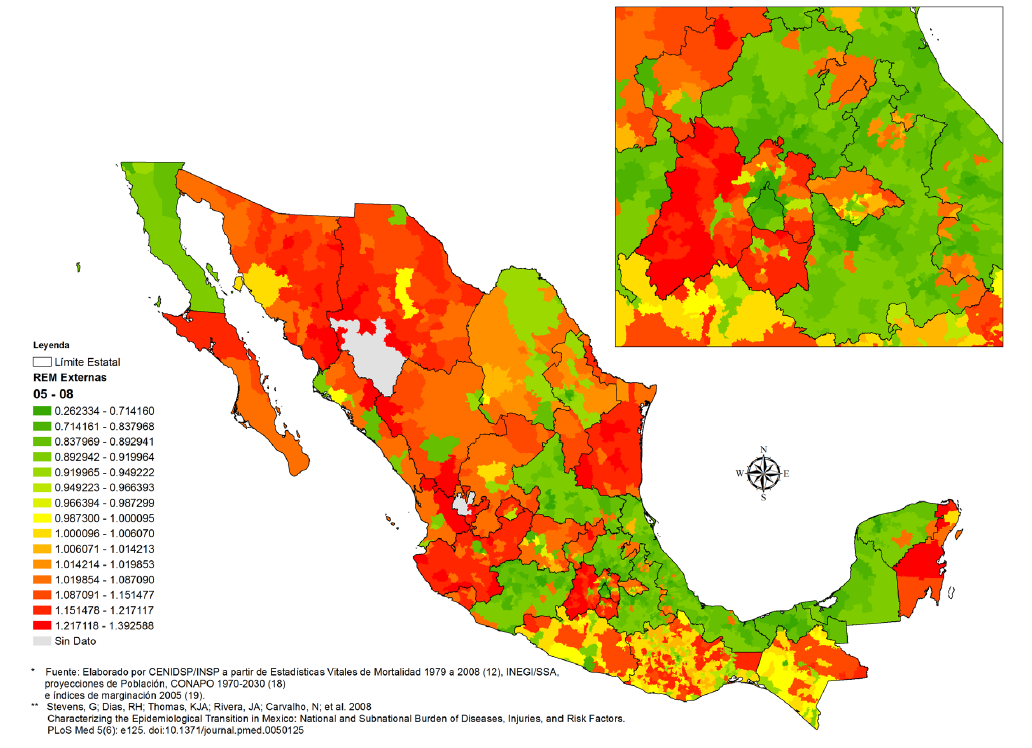 N
W E
S
Leyenda
Límite Estatal
REM Externas
05 - 08
0.262334 - 0.714160
0.714161 - 0.837968
0.837969 - 0.892941
0.892942 - 0.919964
0.919965 - 0.949222
0.949223 - 0.966393
0.966394 - 0.987299
0.987300 - 1.000095
1.000096 - 1.006070
1.006071 - 1.014213
1.014214 - 1.019853
1.019854 - 1.087090
1.087091 - 1.151477
1.151478 - 1.217117
1.217118 - 1.392588
Sin Dato
* Fuente: Elaborado por CENIDSP/INSP a partir de Estadísticas Vitales de Mortalidad 1979 a 2008 (12), INEGI/SSA,
proyecciones de Población, CONAPO 1970-2030 (18)
e índices de marginación 2005 (19).
** Stevens, G; Dias, RH; Thomas, KJA; Rivera, JA; Carvalho, N; et al. 2008
Characterizing the Epidemiological Transition in Mexico: National and Subnational Burden of Diseases, Injuries, and Risk Factors.
PLoS Med 5(6): e125. doi:10.1371/journal.pmed.0050125